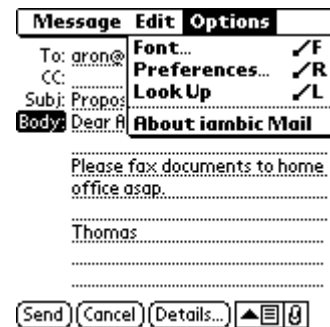 Message Edit Options
Font... /F
Preferences... /R
Look Up /L
About iambic Mail
To: aron@
CC:
Subj: Propos
Body: Dear A
Please fax documents to home
office asap.
Thomas
Send Cancel Details...